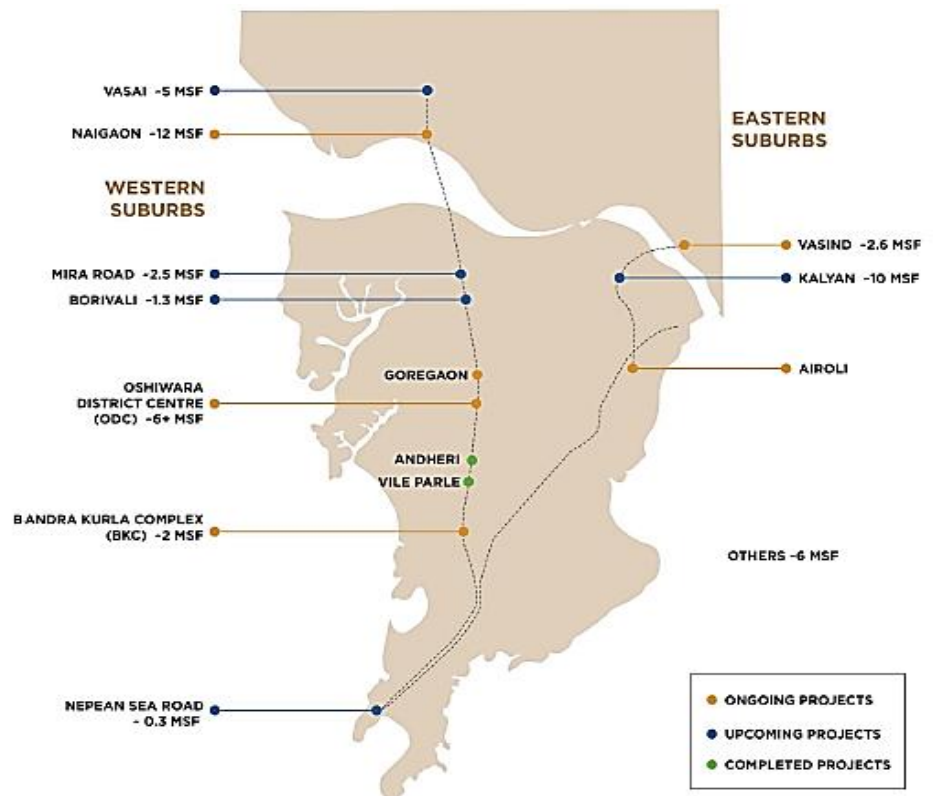 VASAI ~5 MSF
NAIGAON ~12 MSF
EASTERN
SUBURBS
WESTERN
SUBURBS
VASIND ~2.6 MSF
MIRA ROAD ~2.5 MSF
KALYAN ~10 MSF
BORIVALI ~1.3 MSF
GOREGAON
AIROLI
OSHIWARA
DISTRICT CENTRE
(ODC) ~6+ MSF
ANDHERI
VILE PARLE
BANDRA KURLA COMPLEX
(BKC) ~2 MSF
OTHERS ~6 MSF
NEPEAN SEA ROAD
~ 0.3 MSF
ONGOING PROJECTS
UPCOMING PROJECTS
COMPLETED PROJECTS